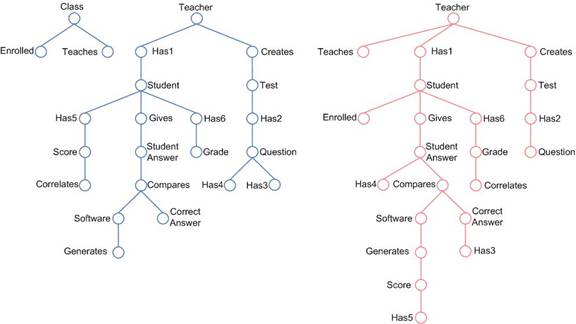 Class
Teacher
Teacher
Enrolled
Teaches
Has1
Creates
Teaches
Has1
Creates
Student
Test
Student
Test
Has5
Gives
Has6
Has2
Enrolled
Gives
Has6
Has2
Score
Student
Answer
Grade
Question
Student
Answer
Grade
Question
Correlates
Compares
Has4
Has3
Has4
Compares
Correlates
Software
Correct
Answer
Software
Correct
Answer
Generates
Generates
Has3
Score
Has5